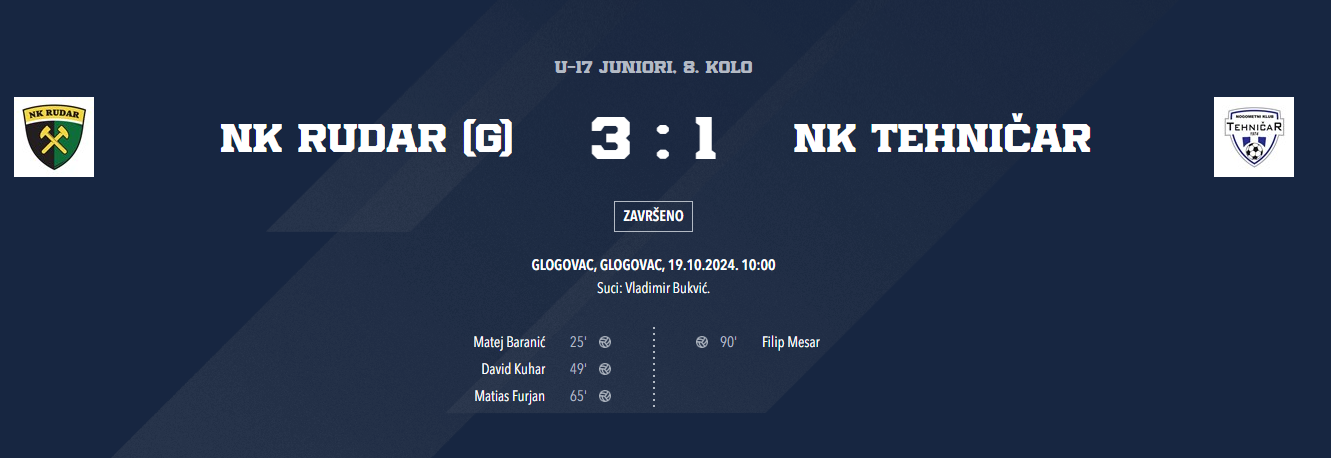 U-17 JUNIORI. 8. KOLO
NK RUDAR
NK RUDAR (G)
3 : 1
NK TEHNIČAR
NOGOMETNI KLUB
TEHNIČAR
1974
ZAVRŠENO
GLOGOVAC, GLOGOVAC, 19.10.2024. 10:00
Suci: Vladimir Bukvić.
Matej Baranić 25' 90' Filip Mesar
David Kuhar 49'
Matias Furjan 65'